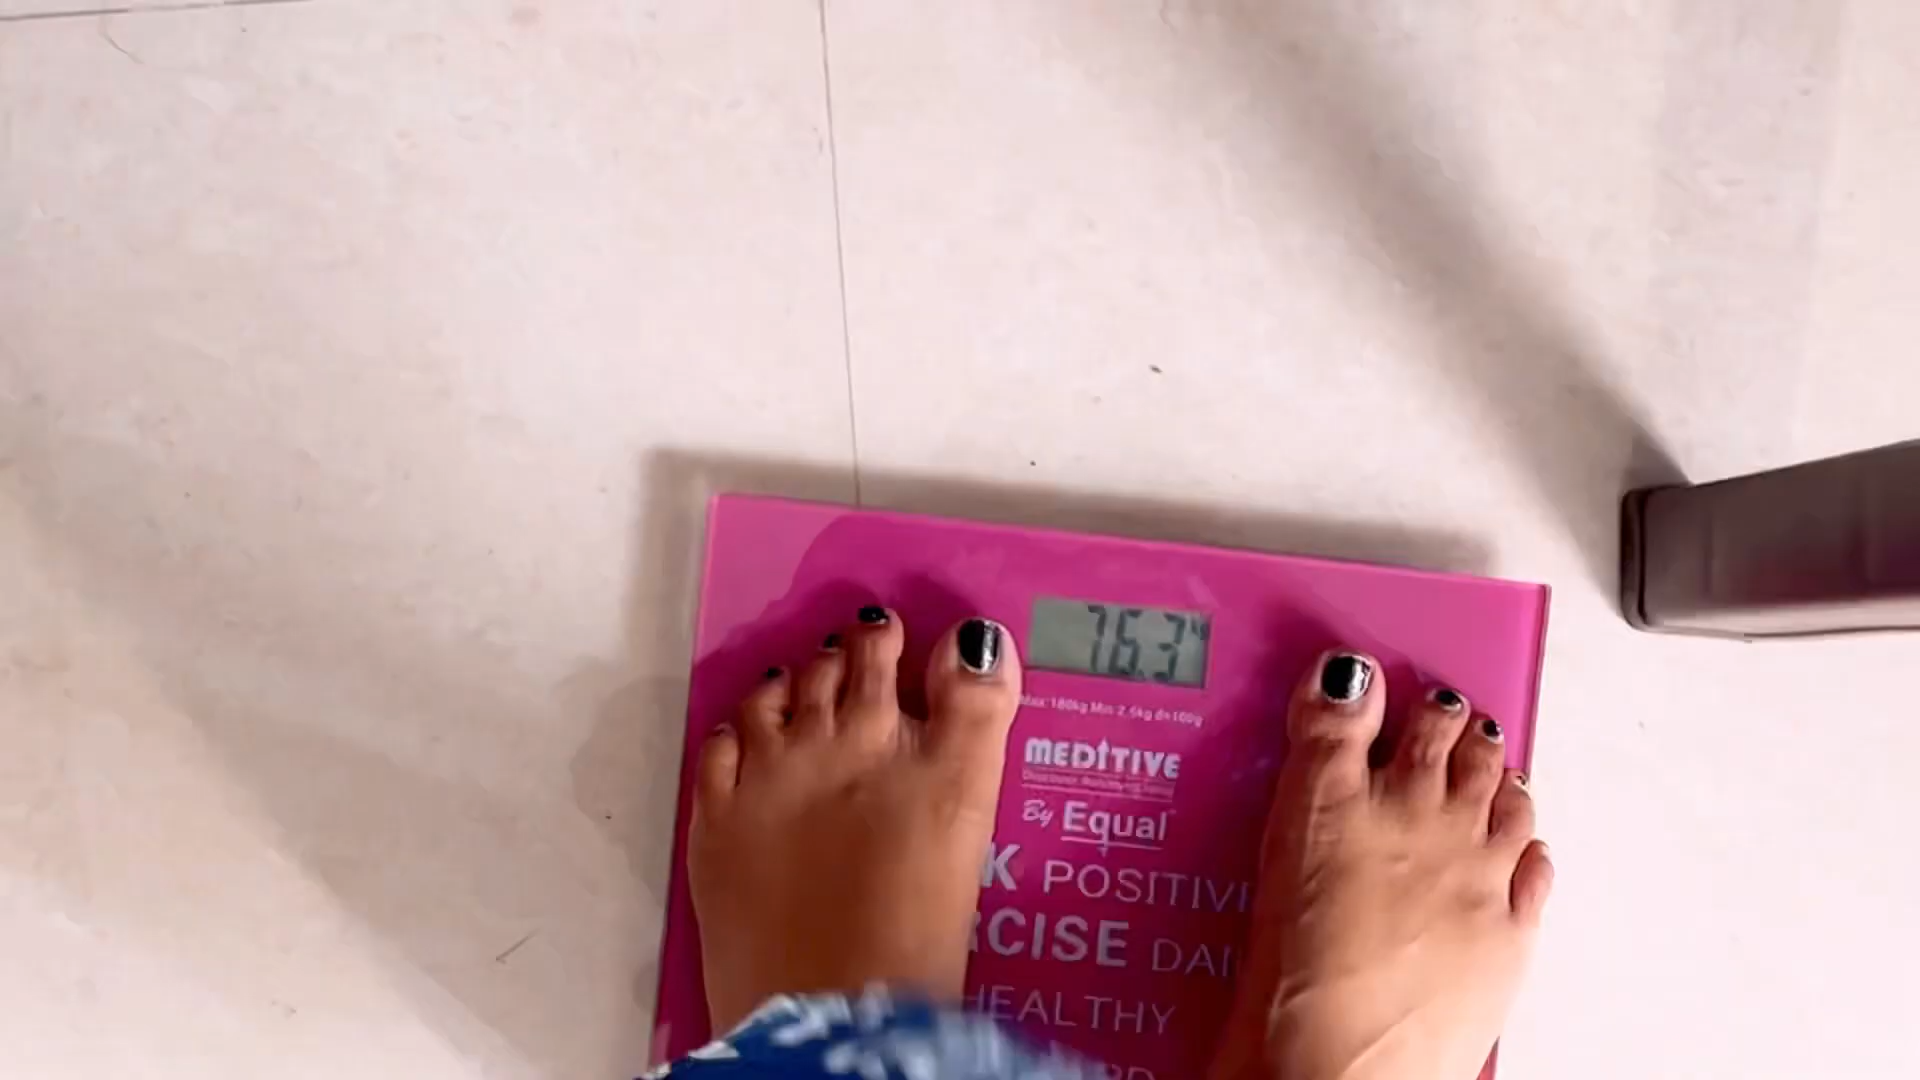 76.3
Max:180kg Min:2.5kg d=100g
MEDITIVE
By Equal
K POSITIVE
RCISE DAI
HEALTHY